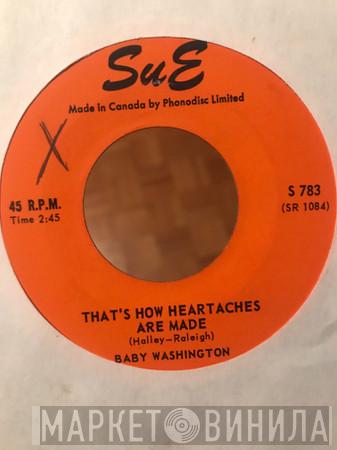 SuE
Made in Canada by Phonodisc Limited
X
45 R.P.M.
Time 2:45
S 783
(SR 1084)
THAT'S HOW HEARTACHES
ARE MADE
(Halley-Raleigh)
BABY WASHINGTON
МАРКЕТ ВИНИЛА